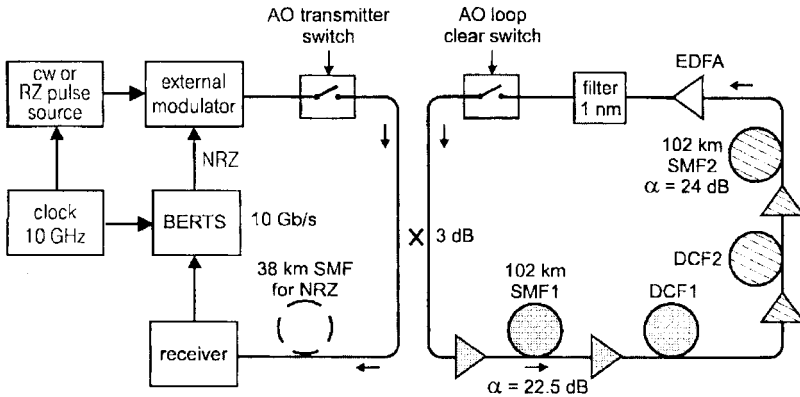 AO transmitter
switch
AO loop
clear switch
EDFA
cw or
RZ pulse
source
external
modulator
filter
1 nm
102 km
SMF2
α = 24 dB
NRZ
clock
10 GHz
BERTS
10 Gb/s
3 dB
DCF2
38 km SMF
for NRZ
102 km
SMF1
DCF1
receiver
α = 22.5 dB